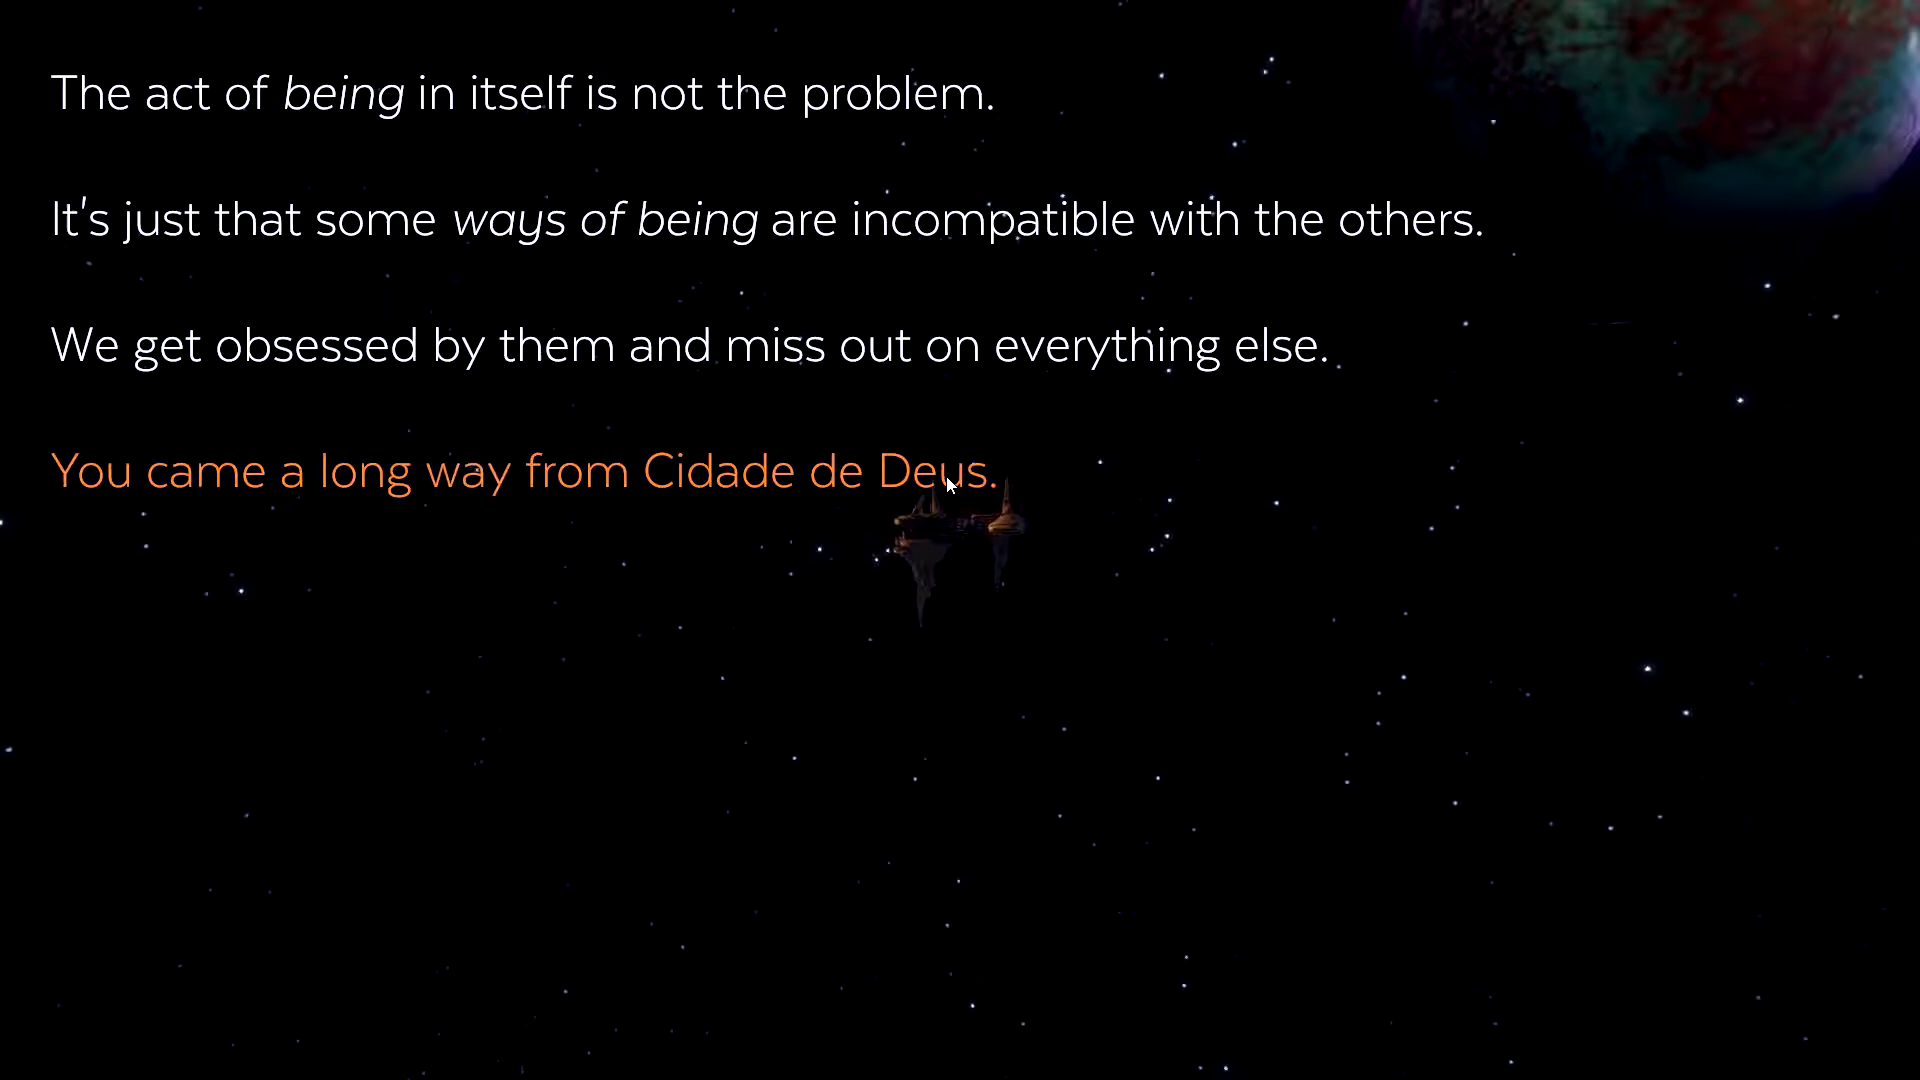 The act of being in itself is not the problem.
It's just that some ways of being are incompatible with the others.
We get obsessed by them and miss out on everything else.
You came a long way from Cidade de Deus.